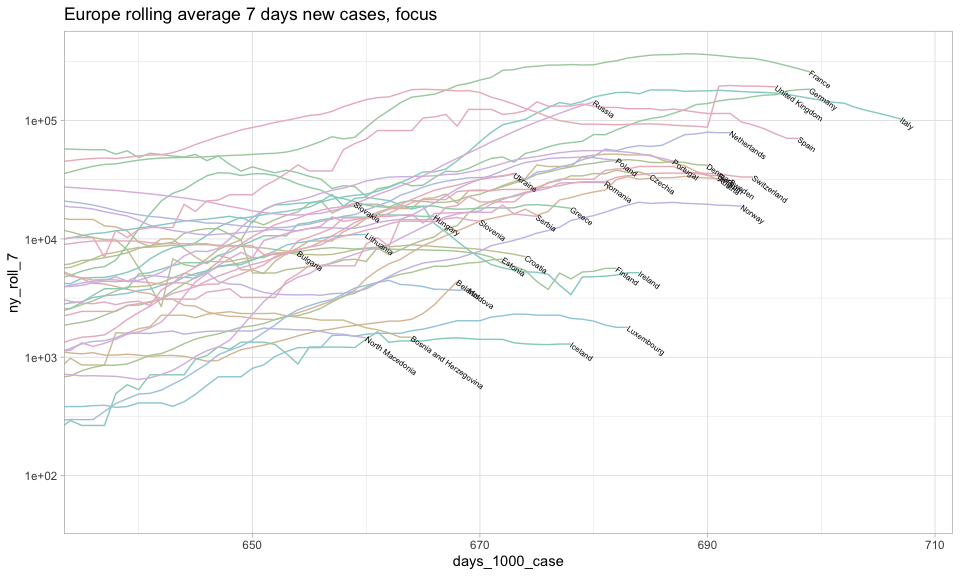 Europe rolling average 7 days new cases, focus
ny_roll_7
1e+05
1e+04
1e+03
1e+02
France
Germany
United Kingdom
Italy
Russia
Spain
Netherlands
Poland
Portugal
Switzerland
Ukraine
Czechia
Romania
Norway
Slovakia
Greece
Hungary
Serbia
Slovenia
Lithuania
Bulgaria
Croatia
Estonia
Finland
Ireland
Moldova
Luxembourg
Iceland
Bosnia and Herzegovina
North Macedonia
650
670
690
710
days_1000_case